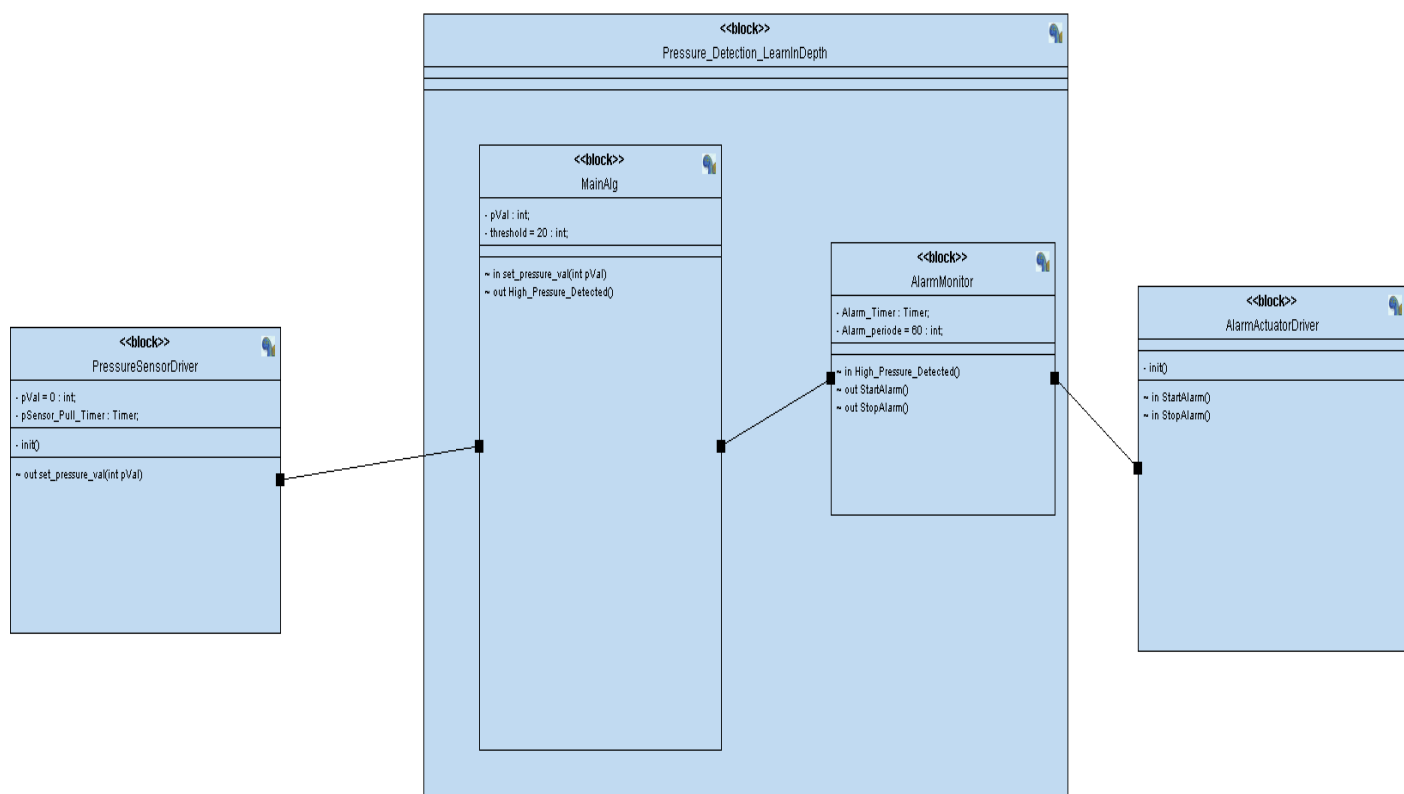 <<block>>
Pressure_Detection_LearnInDepth
<<block>>
MainAlg
- pVal : int;
- threshold = 20 : int;
~ in set_pressure_val(int pVal)
~ out High_Pressure_Detected()
<<block>>
AlarmMonitor
- Alarm_Timer : Timer;
- Alarm_periode = 60 : int;
~ in High_Pressure_Detected()
~ out StartAlarm()
~ out StopAlarm()
<<block>>
AlarmActuatorDriver
- init()
~ in StartAlarm()
~ in StopAlarm()
<<block>>
PressureSensorDriver
- pVal = 0 : int;
- pSensor_Pull_Timer : Timer;
- init()
~ out set_pressure_val(int pVal)